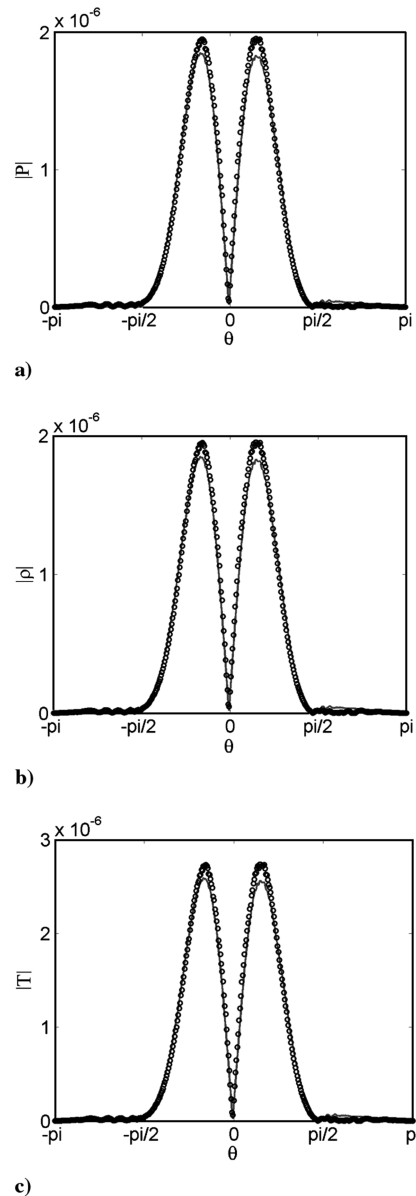 2 x 10-6
|P|
1
0
-pi -pi/2 0 pi/2 pi
θ
a)
2 x 10-6
|ρ|
1
0
-pi -pi/2 0 pi/2 pi
θ
b)
3 x 10-6
2
|T|
1
0
-pi -pi/2 0 pi/2 p
θ
c)